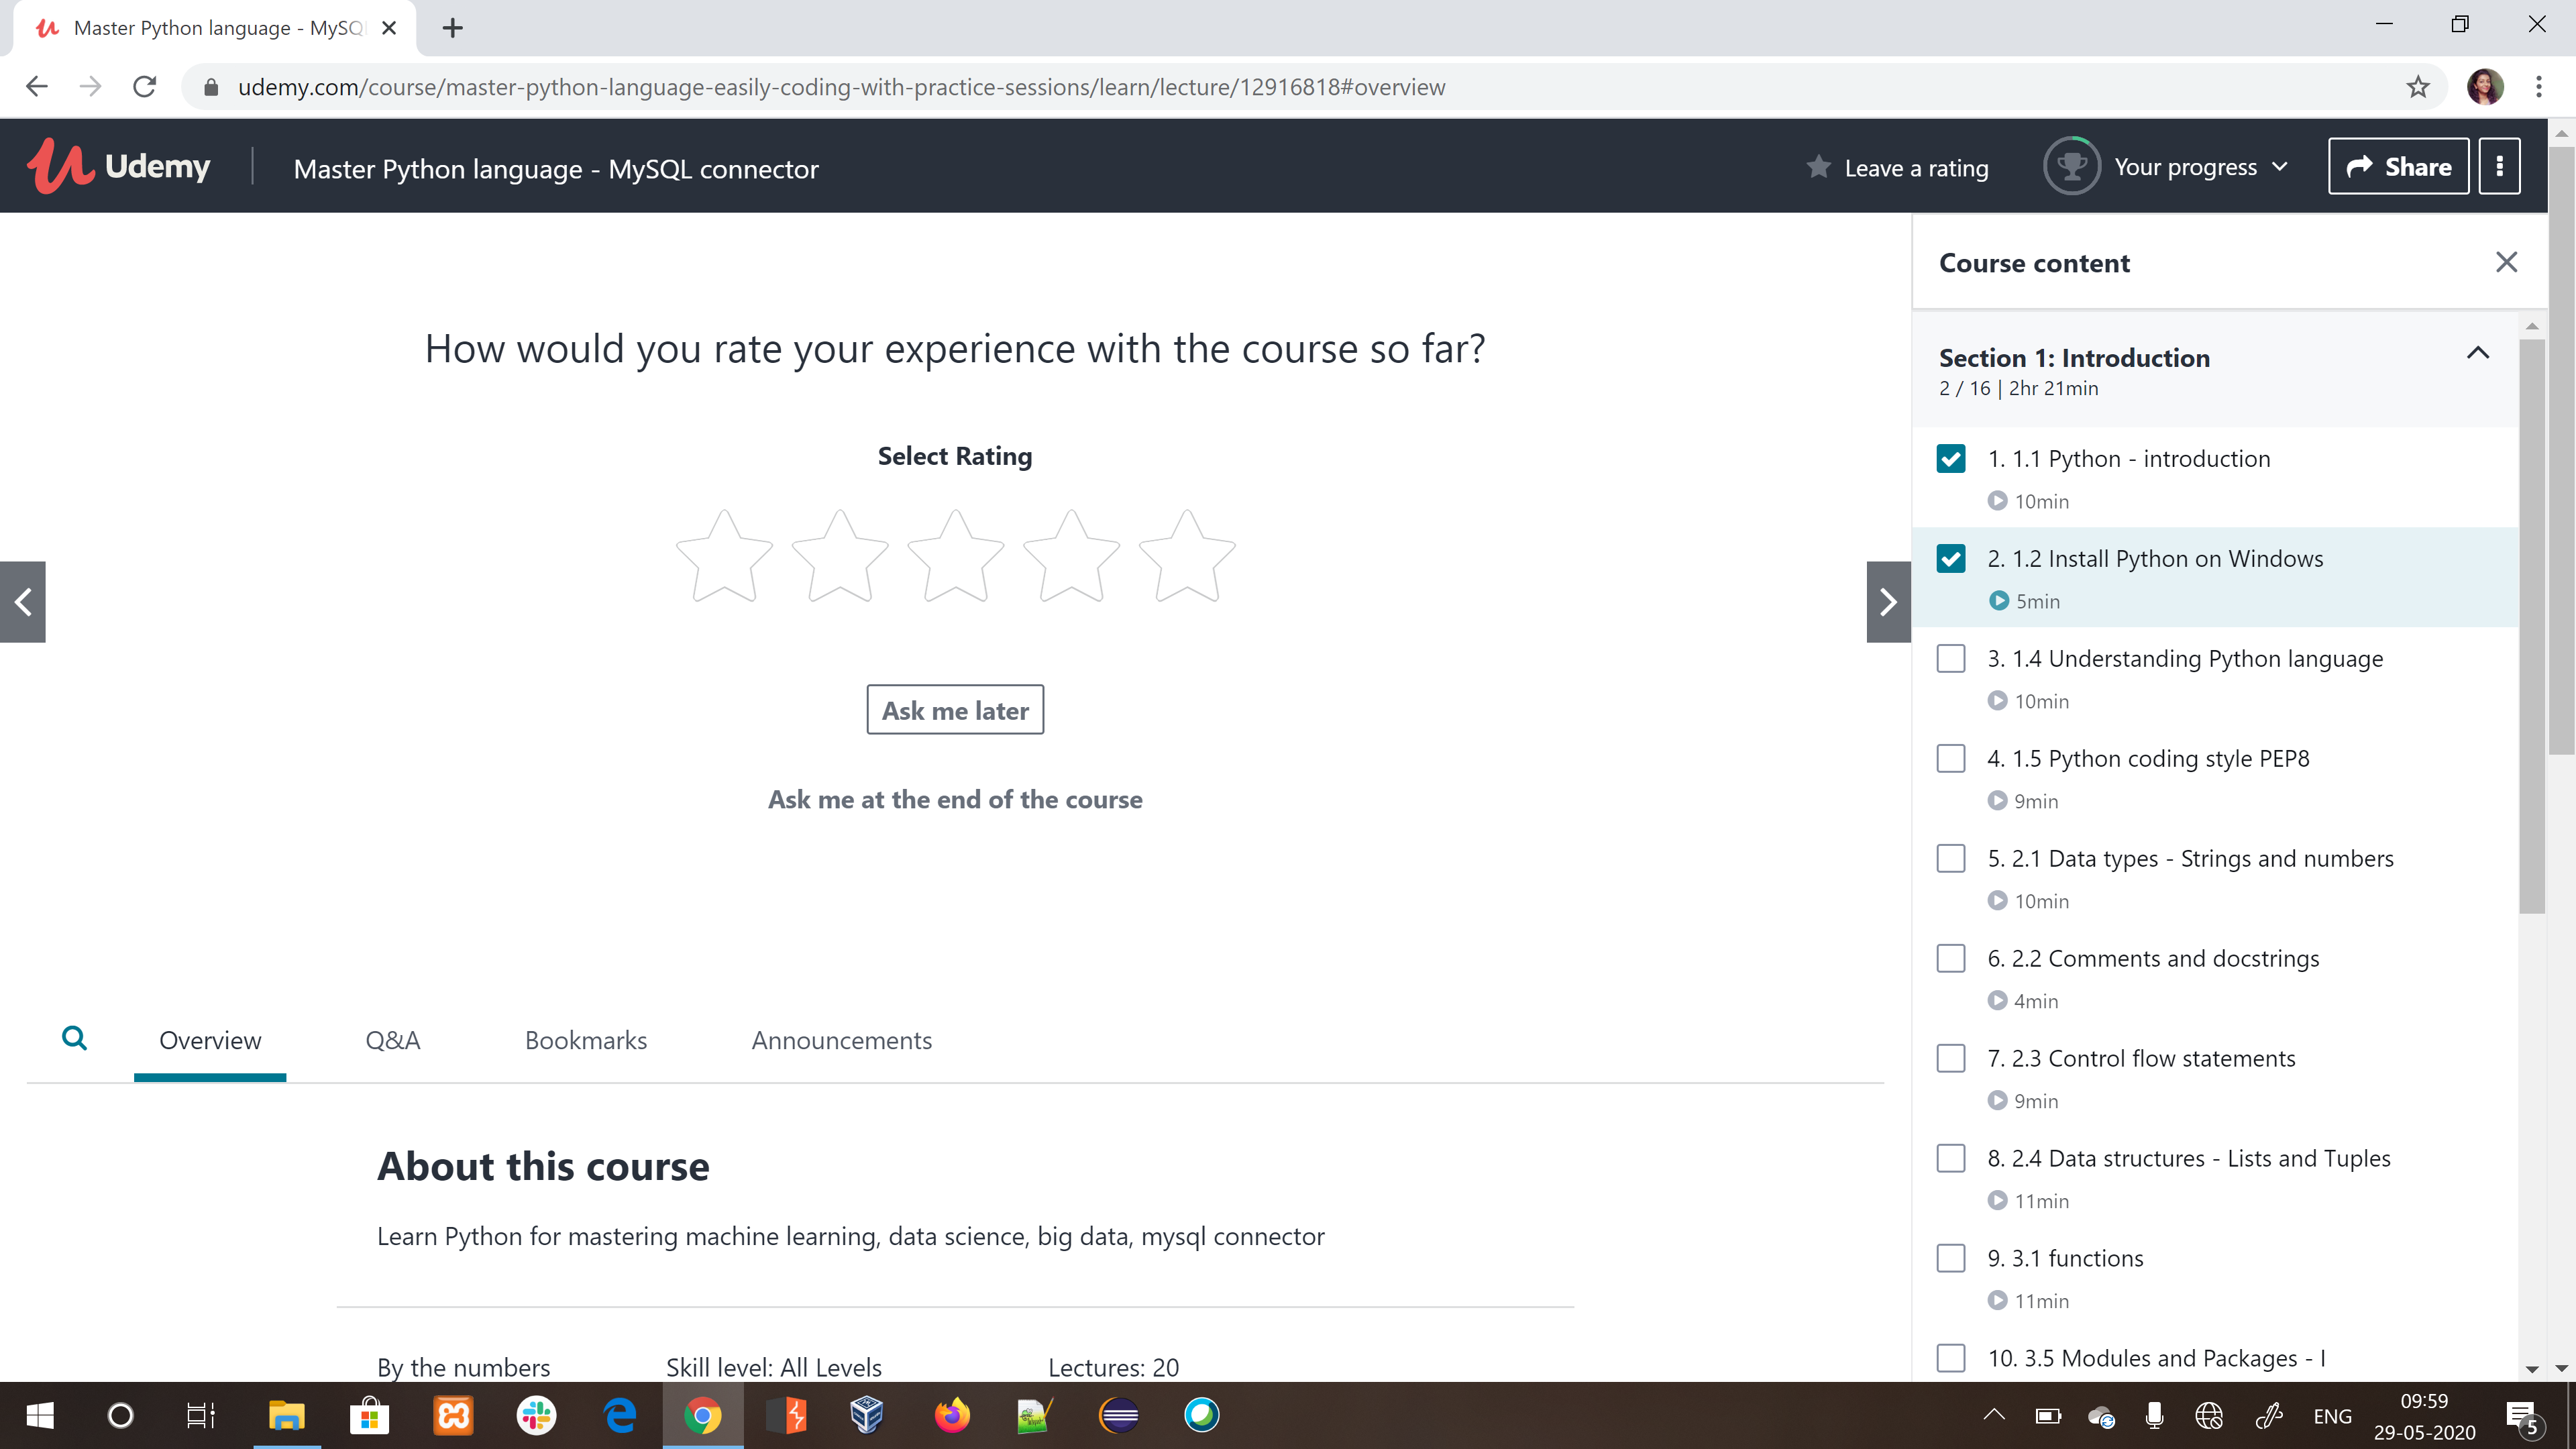 Master Python language - MySQ
udemy.com/course/master-python-language-easily-coding-with-practice-sessions/learn/lecture/12916818#overview
Udemy
Master Python language - MySQL connector
Leave a rating
Your progress
Share
How would you rate your experience with the course so far?
Select Rating
Ask me later
Ask me at the end of the course
Overview
Q&A
Bookmarks
Announcements
About this course
Learn Python for mastering machine learning, data science, big data, mysql connector
By the numbers
Skill level: All Levels
Lectures: 20
Course content
Section 1: Introduction
2 / 16 | 2hr 21min
1. 1.1 Python - introduction
10min
2. 1.2 Install Python on Windows
5min
3. 1.4 Understanding Python language
10min
4. 1.5 Python coding style PEP8
9min
5. 2.1 Data types - Strings and numbers
10min
6. 2.2 Comments and docstrings
4min
7. 2.3 Control flow statements
9min
8. 2.4 Data structures - Lists and Tuples
11min
9. 3.1 functions
11min
10. 3.5 Modules and Packages - I
ENG
09:59
29-05-2020
5